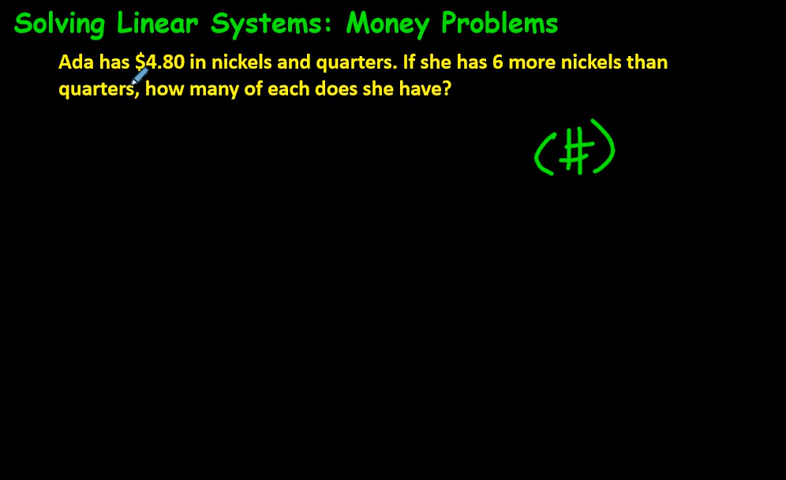 Solving Linear Systems: Money Problems
Ada has $4.80 in nickels and quarters. If she has 6 more nickels than
quarters, how many of each does she have?
(#)